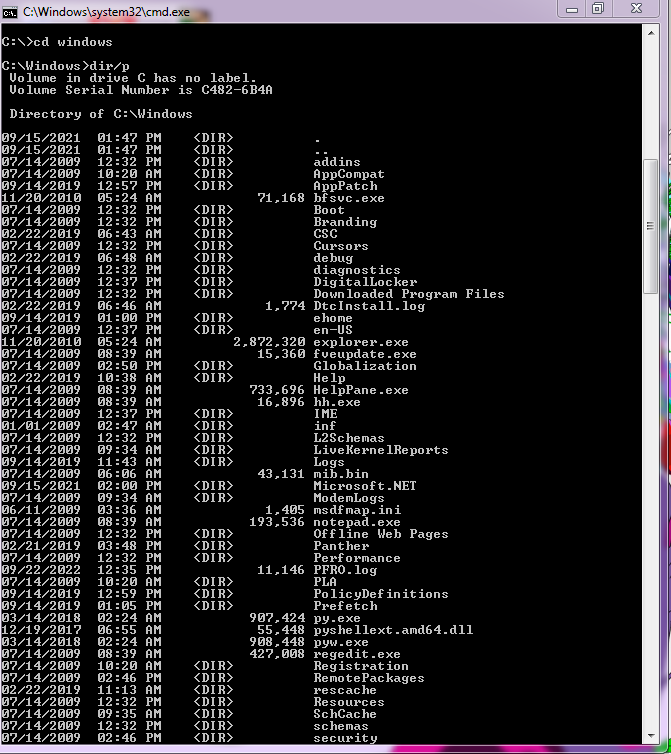 C:\Windows\system32\cmd.exe
C:\>cd windows
C:\Windows>dir/p
Volume in drive C has no label.
Volume Serial Number is C482-6B4A
Directory of C:\Windows
09/15/2021 01:47 PM <DIR> .
09/15/2021 01:47 PM <DIR> ..
07/14/2009 12:32 PM <DIR> addins
07/14/2009 10:20 AM <DIR> AppCompat
09/14/2019 12:57 PM <DIR> AppPatch
11/20/2010 05:24 AM 71,168 bfsvc.exe
07/14/2009 12:32 PM <DIR> Boot
07/14/2009 12:32 PM <DIR> Branding
02/22/2019 06:43 AM <DIR> CSC
07/14/2009 12:32 PM <DIR> Cursors
02/22/2019 06:48 AM <DIR> debug
07/14/2009 12:32 PM <DIR> diagnostics
07/14/2009 12:37 PM <DIR> DigitalLocker
07/14/2009 12:32 PM <DIR> Downloaded Program Files
02/22/2019 06:46 AM 1,774 DtcInstall.log
09/14/2019 01:00 PM <DIR> ehome
07/14/2009 12:37 PM <DIR> en-US
11/20/2010 05:24 AM 2,872,320 explorer.exe
07/14/2009 08:39 AM 15,360 fveupdate.exe
07/14/2009 02:50 PM <DIR> Globalization
02/22/2019 10:38 AM <DIR> Help
07/14/2009 08:39 AM 733,696 HelpPane.exe
07/14/2009 08:39 AM 16,896 hh.exe
07/14/2009 12:37 PM <DIR> IME
01/01/2009 02:47 AM <DIR> inf
07/14/2009 12:32 PM <DIR> L2Schemas
07/14/2009 09:34 AM <DIR> LiveKernelReports
09/14/2019 11:43 AM <DIR> Logs
07/14/2009 06:06 AM 43,131 mib.bin
09/15/2021 02:00 PM <DIR> Microsoft.NET
07/14/2009 09:34 AM <DIR> ModemLogs
06/11/2009 03:36 AM 1,405 msdfmap.ini
07/14/2009 08:39 AM 193,536 notepad.exe
07/14/2009 12:32 PM <DIR> Offline Web Pages
02/21/2019 03:48 PM <DIR> Panther
07/14/2009 12:32 PM <DIR> Performance
09/22/2022 12:35 PM 11,146 PFRO.log
07/14/2009 10:20 AM <DIR> PLA
09/14/2019 12:59 PM <DIR> PolicyDefinitions
09/14/2019 01:05 PM <DIR> Prefetch
03/14/2018 02:24 AM 907,424 py.exe
12/19/2017 06:55 AM 55,448 pyshellext.amd64.dll
03/14/2018 02:24 AM 908,448 pyw.exe
07/14/2009 08:39 AM 427,008 regedit.exe
07/14/2009 10:20 AM <DIR> Registration
07/14/2009 02:46 PM <DIR> RemotePackages
02/22/2019 11:13 AM <DIR> rescache
07/14/2009 12:32 PM <DIR> Resources
07/14/2009 09:35 AM <DIR> SchCache
07/14/2009 12:32 PM <DIR> schemas
07/14/2009 02:46 PM <DIR> security